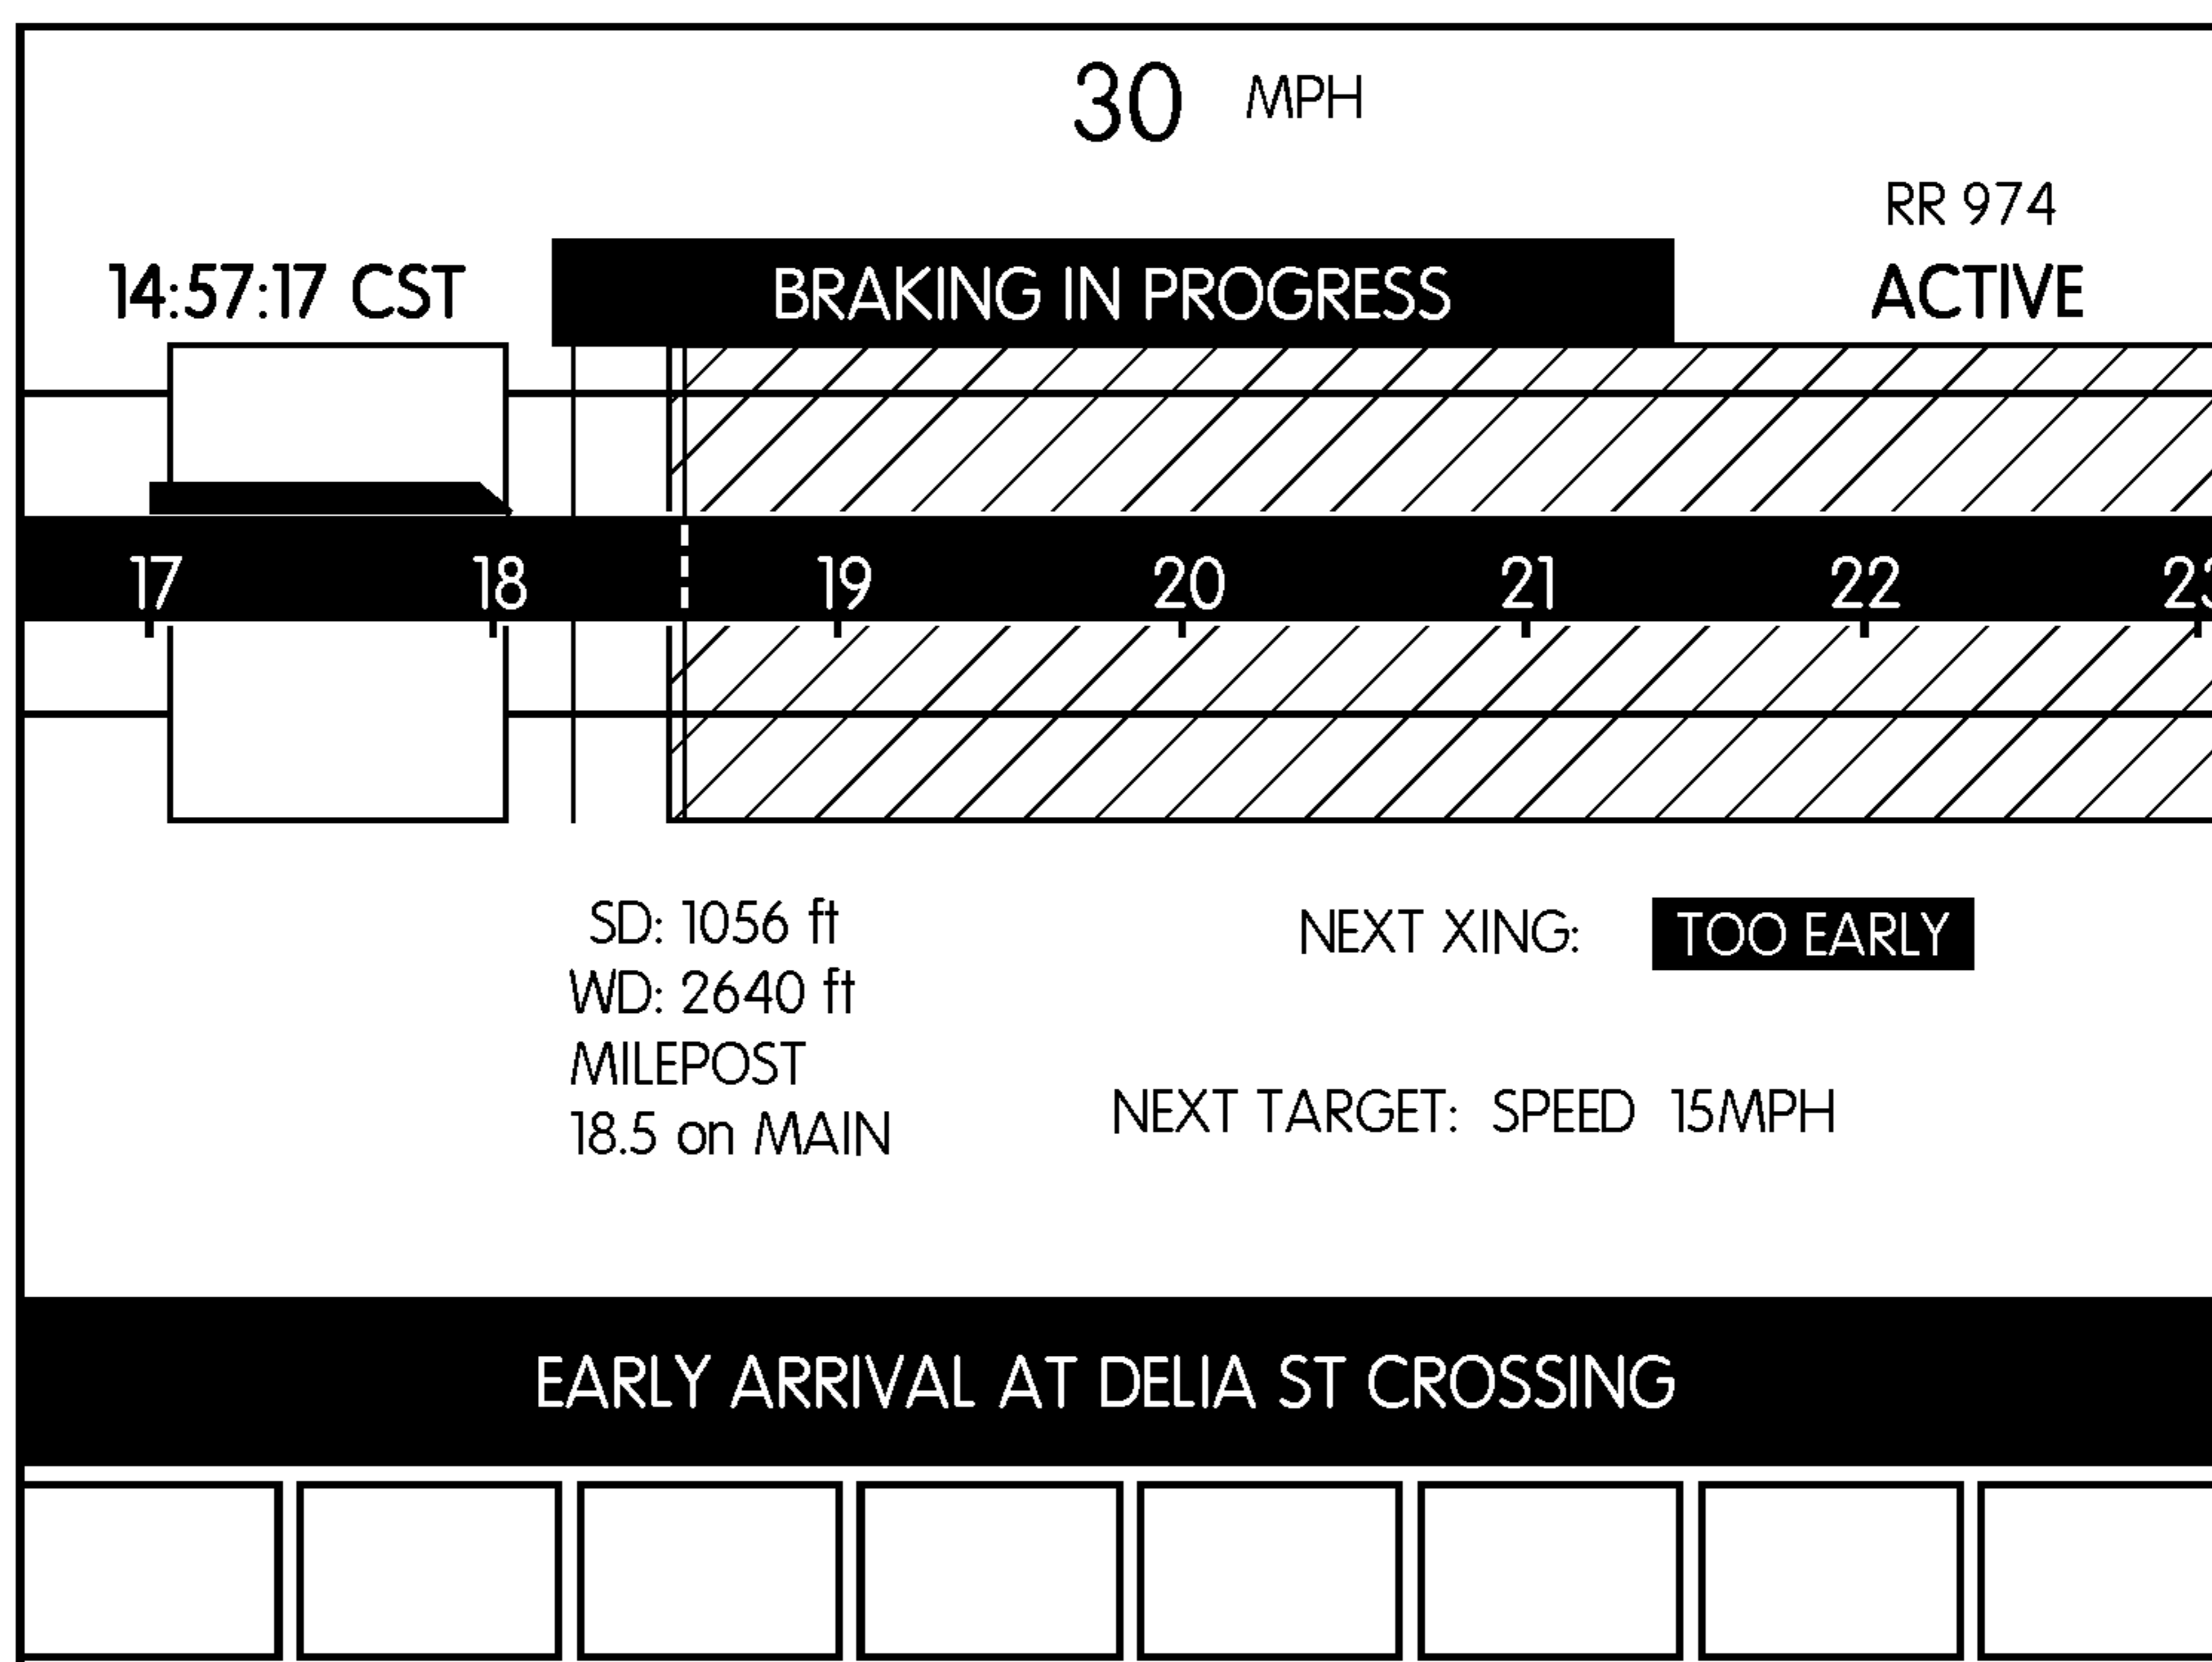 30 MPH
RR 974
14:57:17 CST
BRAKING IN PROGRESS
ACTIVE
17 18 19 20 21 22
SD: 1056 ft
WD: 2640 ft
MILEPOST
18.5 on MAIN
NEXT XING: TOO EARLY
NEXT TARGET: SPEED 15MPH
EARLY ARRIVAL AT DELIA ST CROSSING